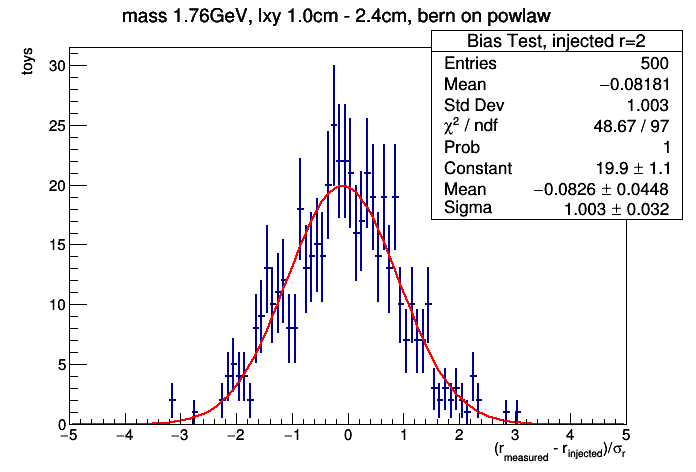 mass 1.76GeV, lxy 1.0cm - 2.4cm, bern on powlaw
Bias Test, injected r=2
Entries 500
Mean −0.08181
Std Dev 1.003
χ² / ndf 48.67 / 97
Prob 1
Constant 19.9 ± 1.1
Mean −0.0826 ± 0.0448
Sigma 1.003 ± 0.032
toys
30
25
20
15
10
5
0
−5 −4 −3 −2 −1 0 1 2 3 4 5
(r_measured - r_injected)/σ_r